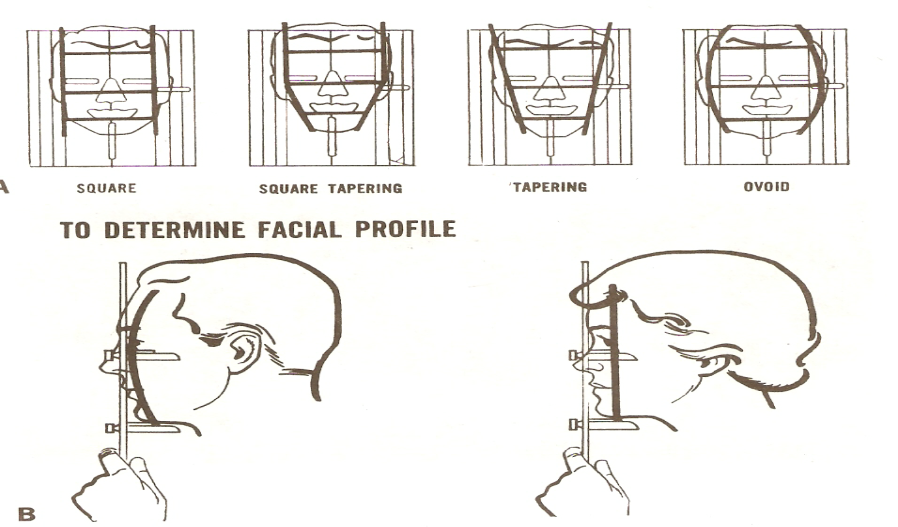 A
SQUARE
SQUARE TAPERING
TAPERING
OVOID
TO DETERMINE FACIAL PROFILE
B